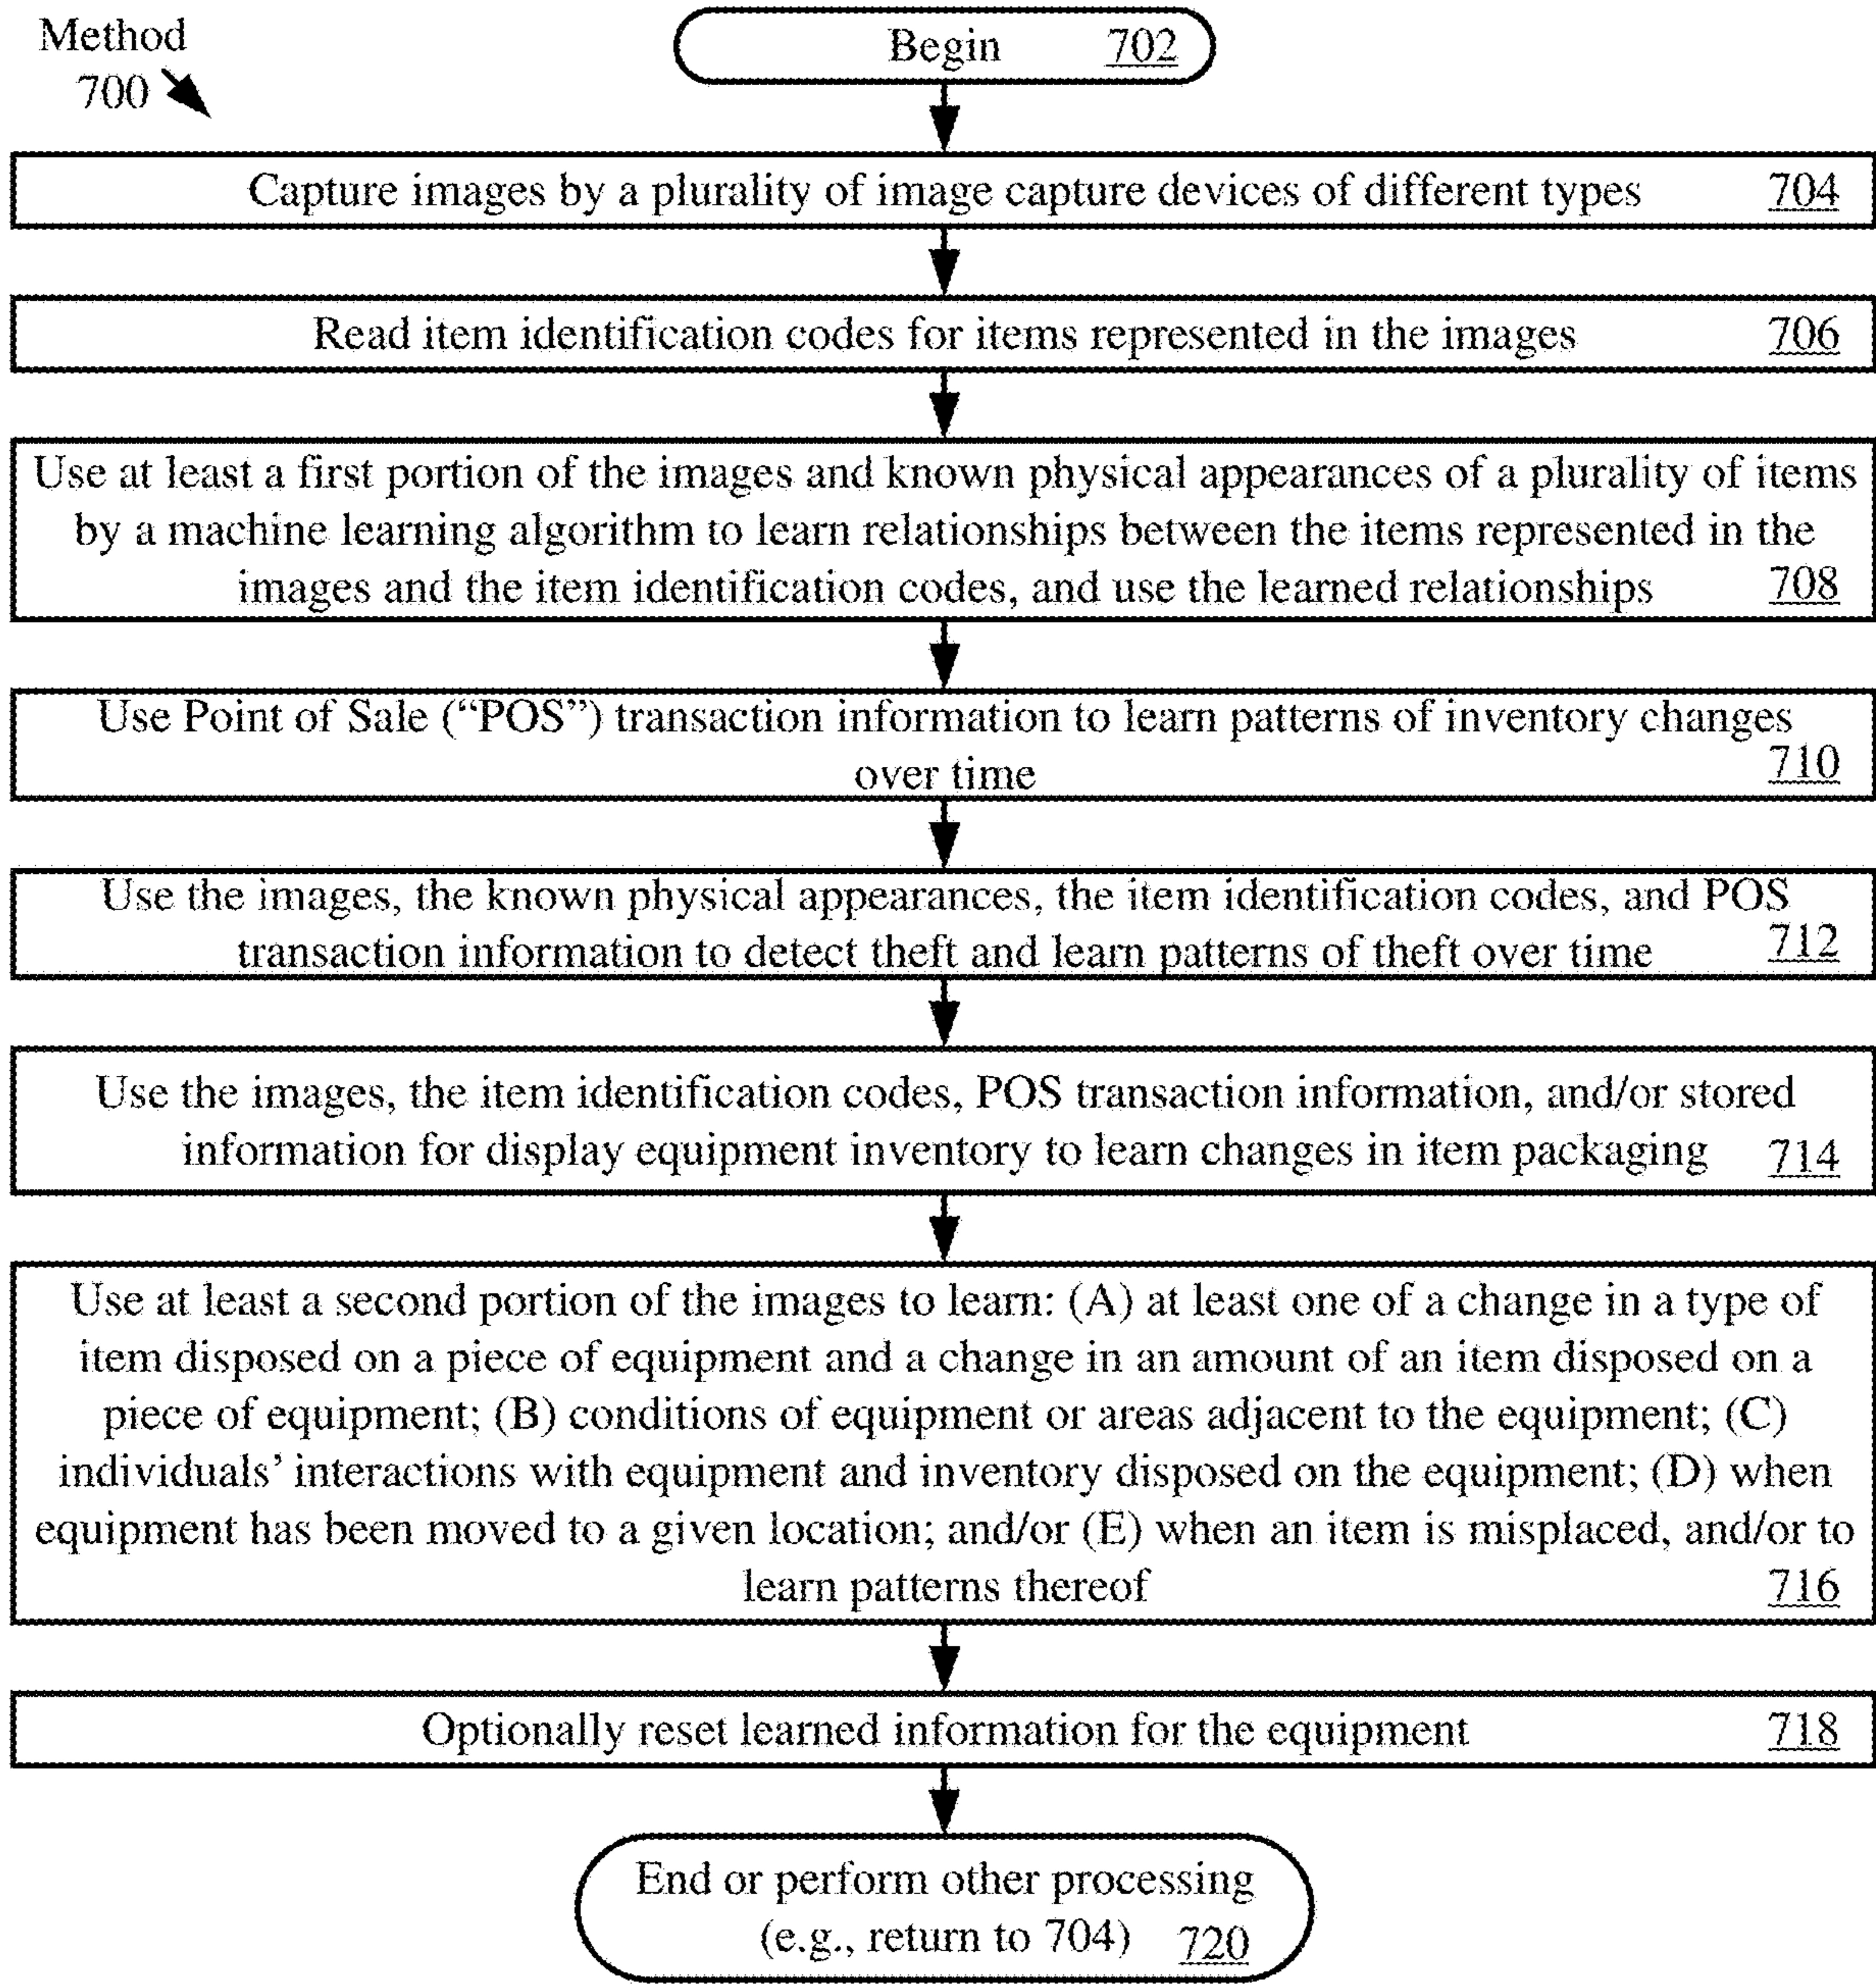 Method
700
Begin 702
Capture images by a plurality of image capture devices of different types 704
Read item identification codes for items represented in the images 706
Use at least a first portion of the images and known physical appearances of a plurality of items
by a machine learning algorithm to learn relationships between the items represented in the
images and the item identification codes, and use the learned relationships 708
Use Point of Sale (“POS”) transaction information to learn patterns of inventory changes
over time 710
Use the images, the known physical appearances, the item identification codes, and POS
transaction information to detect theft and learn patterns of theft over time 712
Use the images, the item identification codes, POS transaction information, and/or stored
information for display equipment inventory to learn changes in item packaging 714
Use at least a second portion of the images to learn: (A) at least one of a change in a type of
item disposed on a piece of equipment and a change in an amount of an item disposed on a
piece of equipment; (B) conditions of equipment or areas adjacent to the equipment; (C)
individuals’ interactions with equipment and inventory disposed on the equipment; (D) when
equipment has been moved to a given location; and/or (E) when an item is misplaced, and/or to
learn patterns thereof 716
Optionally reset learned information for the equipment 718
End or perform other processing
(e.g., return to 704) 720